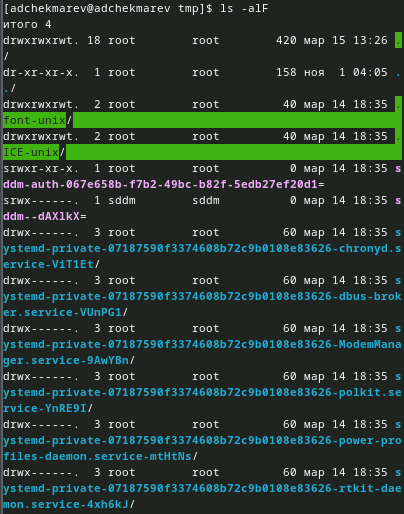 [adchekmarev@adchekmarev tmp]$ ls -alF
итого 4
drwxrwxrwt. 18 root        root        420 мар 15 13:26 .
/
dr-xr-xr-x.  1 root        root        158 ноя  1 04:05 .
./
drwxrwxrwt.  2 root        root         40 мар 14 18:35 .
font-unix/
drwxrwxrwt.  2 root        root         40 мар 14 18:35 .
ICE-unix/
srwxrwxr-x.  1 root        root          0 мар 14 18:35 s
ddm-auth-067e658b-f7b2-49bc-b82f-5edb27ef20d1=
srwx------.  1 sddm        sddm          0 мар 14 18:35 s
ddm--dAXlkX=
drwx------.  3 root        root         60 мар 14 18:35 s
ystemd-private-07187590f3374608b72c9b0108e83626-chronyd.s
ervice-ViT1Et/
drwx------.  3 root        root         60 мар 14 18:35 s
ystemd-private-07187590f3374608b72c9b0108e83626-dbus-brok
er.service-VUnPG1/
drwx------.  3 root        root         60 мар 14 18:35 s
ystemd-private-07187590f3374608b72c9b0108e83626-ModemMana
ger.service-9AwYBn/
drwx------.  3 root        root         60 мар 14 18:35 s
ystemd-private-07187590f3374608b72c9b0108e83626-polkit.se
rvice-YnRE9I/
drwx------.  3 root        root         60 мар 14 18:35 s
ystemd-private-07187590f3374608b72c9b0108e83626-power-pro
files-daemon.service-mtHtNs/
drwx------.  3 root        root         60 мар 14 18:35 s
ystemd-private-07187590f3374608b72c9b0108e83626-rtkit-dae
mon.service-4xh6kJ/